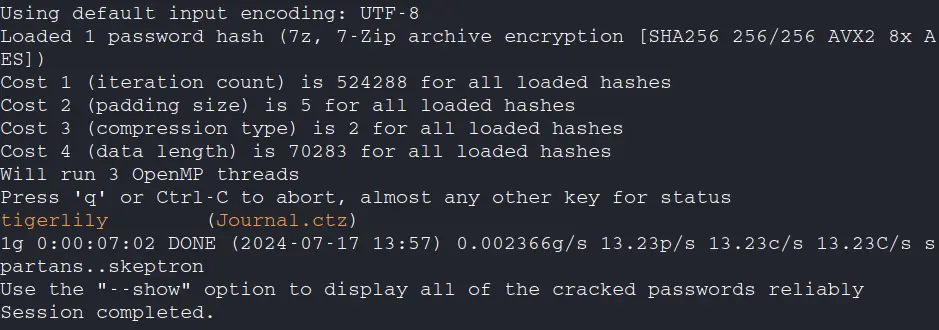 Using default input encoding: UTF-8
Loaded 1 password hash (7z, 7-Zip archive encryption [SHA256 256/256 AVX2 8x A
ES])
Cost 1 (iteration count) is 524288 for all loaded hashes
Cost 2 (padding size) is 5 for all loaded hashes
Cost 3 (compression type) is 2 for all loaded hashes
Cost 4 (data length) is 70283 for all loaded hashes
Will run 3 OpenMP threads
Press 'q' or Ctrl-C to abort, almost any other key for status
tigerlily        (Journal.ctz)
1g 0:00:07:02 DONE (2024-07-17 13:57) 0.002366g/s 13.23p/s 13.23c/s 13.23C/s s
partans..skeptron
Use the "--show" option to display all of the cracked passwords reliably
Session completed.